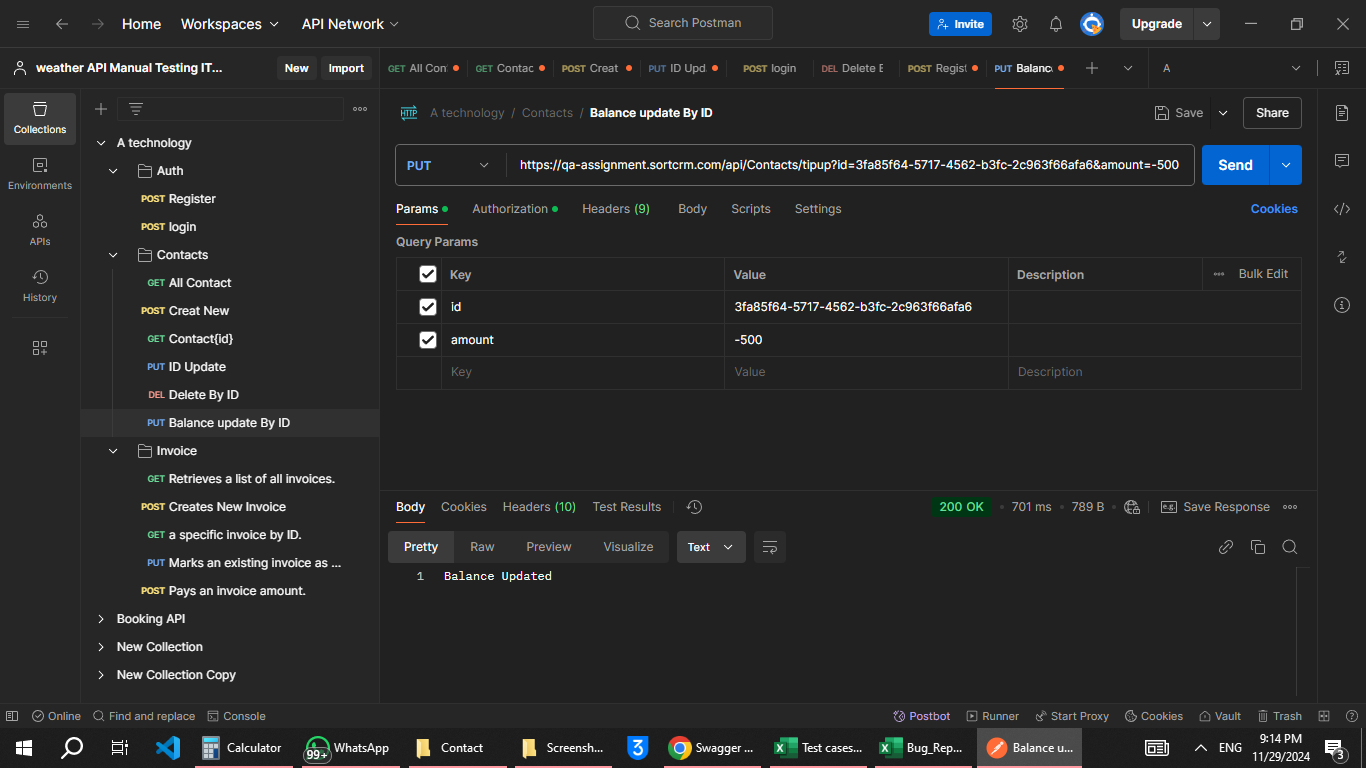 Home Workspaces API Network Search Postman Invite Upgrade
weather API Manual Testing IT... New Import GET All Con GET Contac POST Creat PUT ID Upd. POST login DEL Delete E POST Regist PUT Balanc A
Collections
Environments
APIs
History
A technology
Auth
POST Register
POST login
Contacts
GET All Contact
POST Creat New
GET Contact{id}
PUT ID Update
DEL Delete By ID
PUT Balance update By ID
Invoice
GET Retrieves a list of all invoices.
POST Creates New Invoice
GET a specific invoice by ID.
PUT Marks an existing invoice as ...
POST Pays an invoice amount.
Booking API
New Collection
New Collection Copy
HTTP A technology / Contacts / Balance update By ID Save Share
PUT https://qa-assignment.sortcrm.com/api/Contacts/tipup?id=3fa85f64-5717-4562-b3fc-2c963f66afa6&amount=-500 Send
Params Authorization Headers (9) Body Scripts Settings Cookies
Query Params
Key Value Description Bulk Edit
id 3fa85f64-5717-4562-b3fc-2c963f66afa6
amount -500
Key Value Description
Body Cookies Headers (10) Test Results 200 OK 701 ms 789 B e.g. Save Response
Pretty Raw Preview Visualize Text
1 Balance Updated
Online Find and replace Console Postbot Runner Start Proxy Cookies Vault Trash
Calculator 99+ WhatsApp Contact Screensh... 3 Swagger ... Test cases... Bug_Rep... Balance u... ENG 9:14 PM 11/29/2024 3